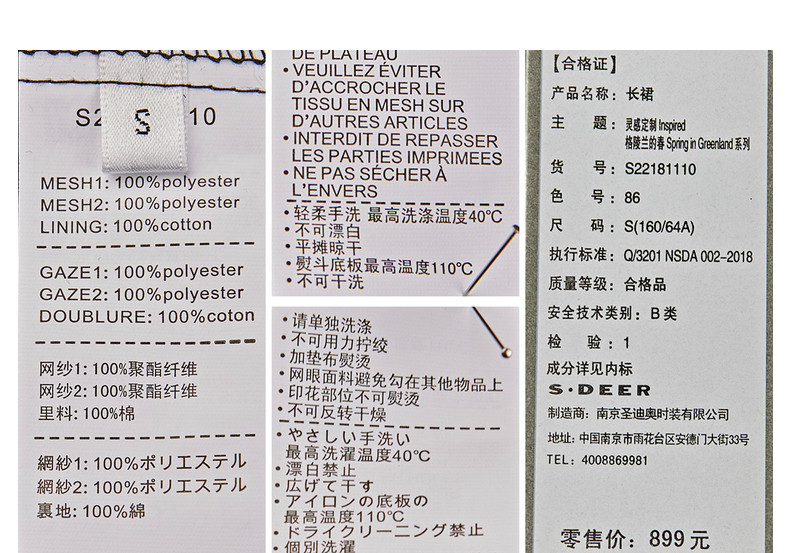 S2
S
10
MESH1: 100%polyester
MESH2: 100%polyester
LINING: 100%cotton
GAZE1: 100%polyester
GAZE2: 100%polyester
DOUBLURE: 100%coton
网纱1: 100%聚酯纤维
网纱2: 100%聚酯纤维
里料: 100%棉
網紗1: 100%ポリエステル
網紗2: 100%ポリエステル
裏地: 100%綿
DE PLATEAU
•VEUILLEZ ÉVITER
D'ACCROCHER LE
TISSU EN MESH SUR
D'AUTRES ARTICLES
•INTERDIT DE REPASSER
LES PARTIES IMPRIMEES
•NE PAS SÉCHER À
L'ENVERS
•轻柔手洗 最高洗涤温度40℃
•不可漂白
•平摊晾干
•熨斗底板最高温度110℃
•不可干洗
•请单独洗涤
•不可用力拧绞
•加垫布熨烫
•网眼面料避免勾在其他物品上
•印花部位不可熨烫
•不可反转干燥
•やさしい手洗い
最高洗濯温度40℃
•漂白禁止
•広げて干す
•アイロンの底板の
最高温度110℃
•ドライクリーニング禁止
•個別洗濯
【合格证】
产品名称: 长裙
主 题: 灵感定制 Inspired
格陵兰的春 Spring in Greenland 系列
货 号: S22181110
色 号: 86
尺 码: S(160/64A)
执行标准: Q/3201 NSDA 002-2018
质量等级: 合格品
安全技术类别: B 类
检 验: 1
成分详见内标
S·DEER
制造商: 南京圣迪奥时装有限公司
地址: 中国南京市雨花台区安德门大街33号
TEL: 4008869981
零售价: 899 元